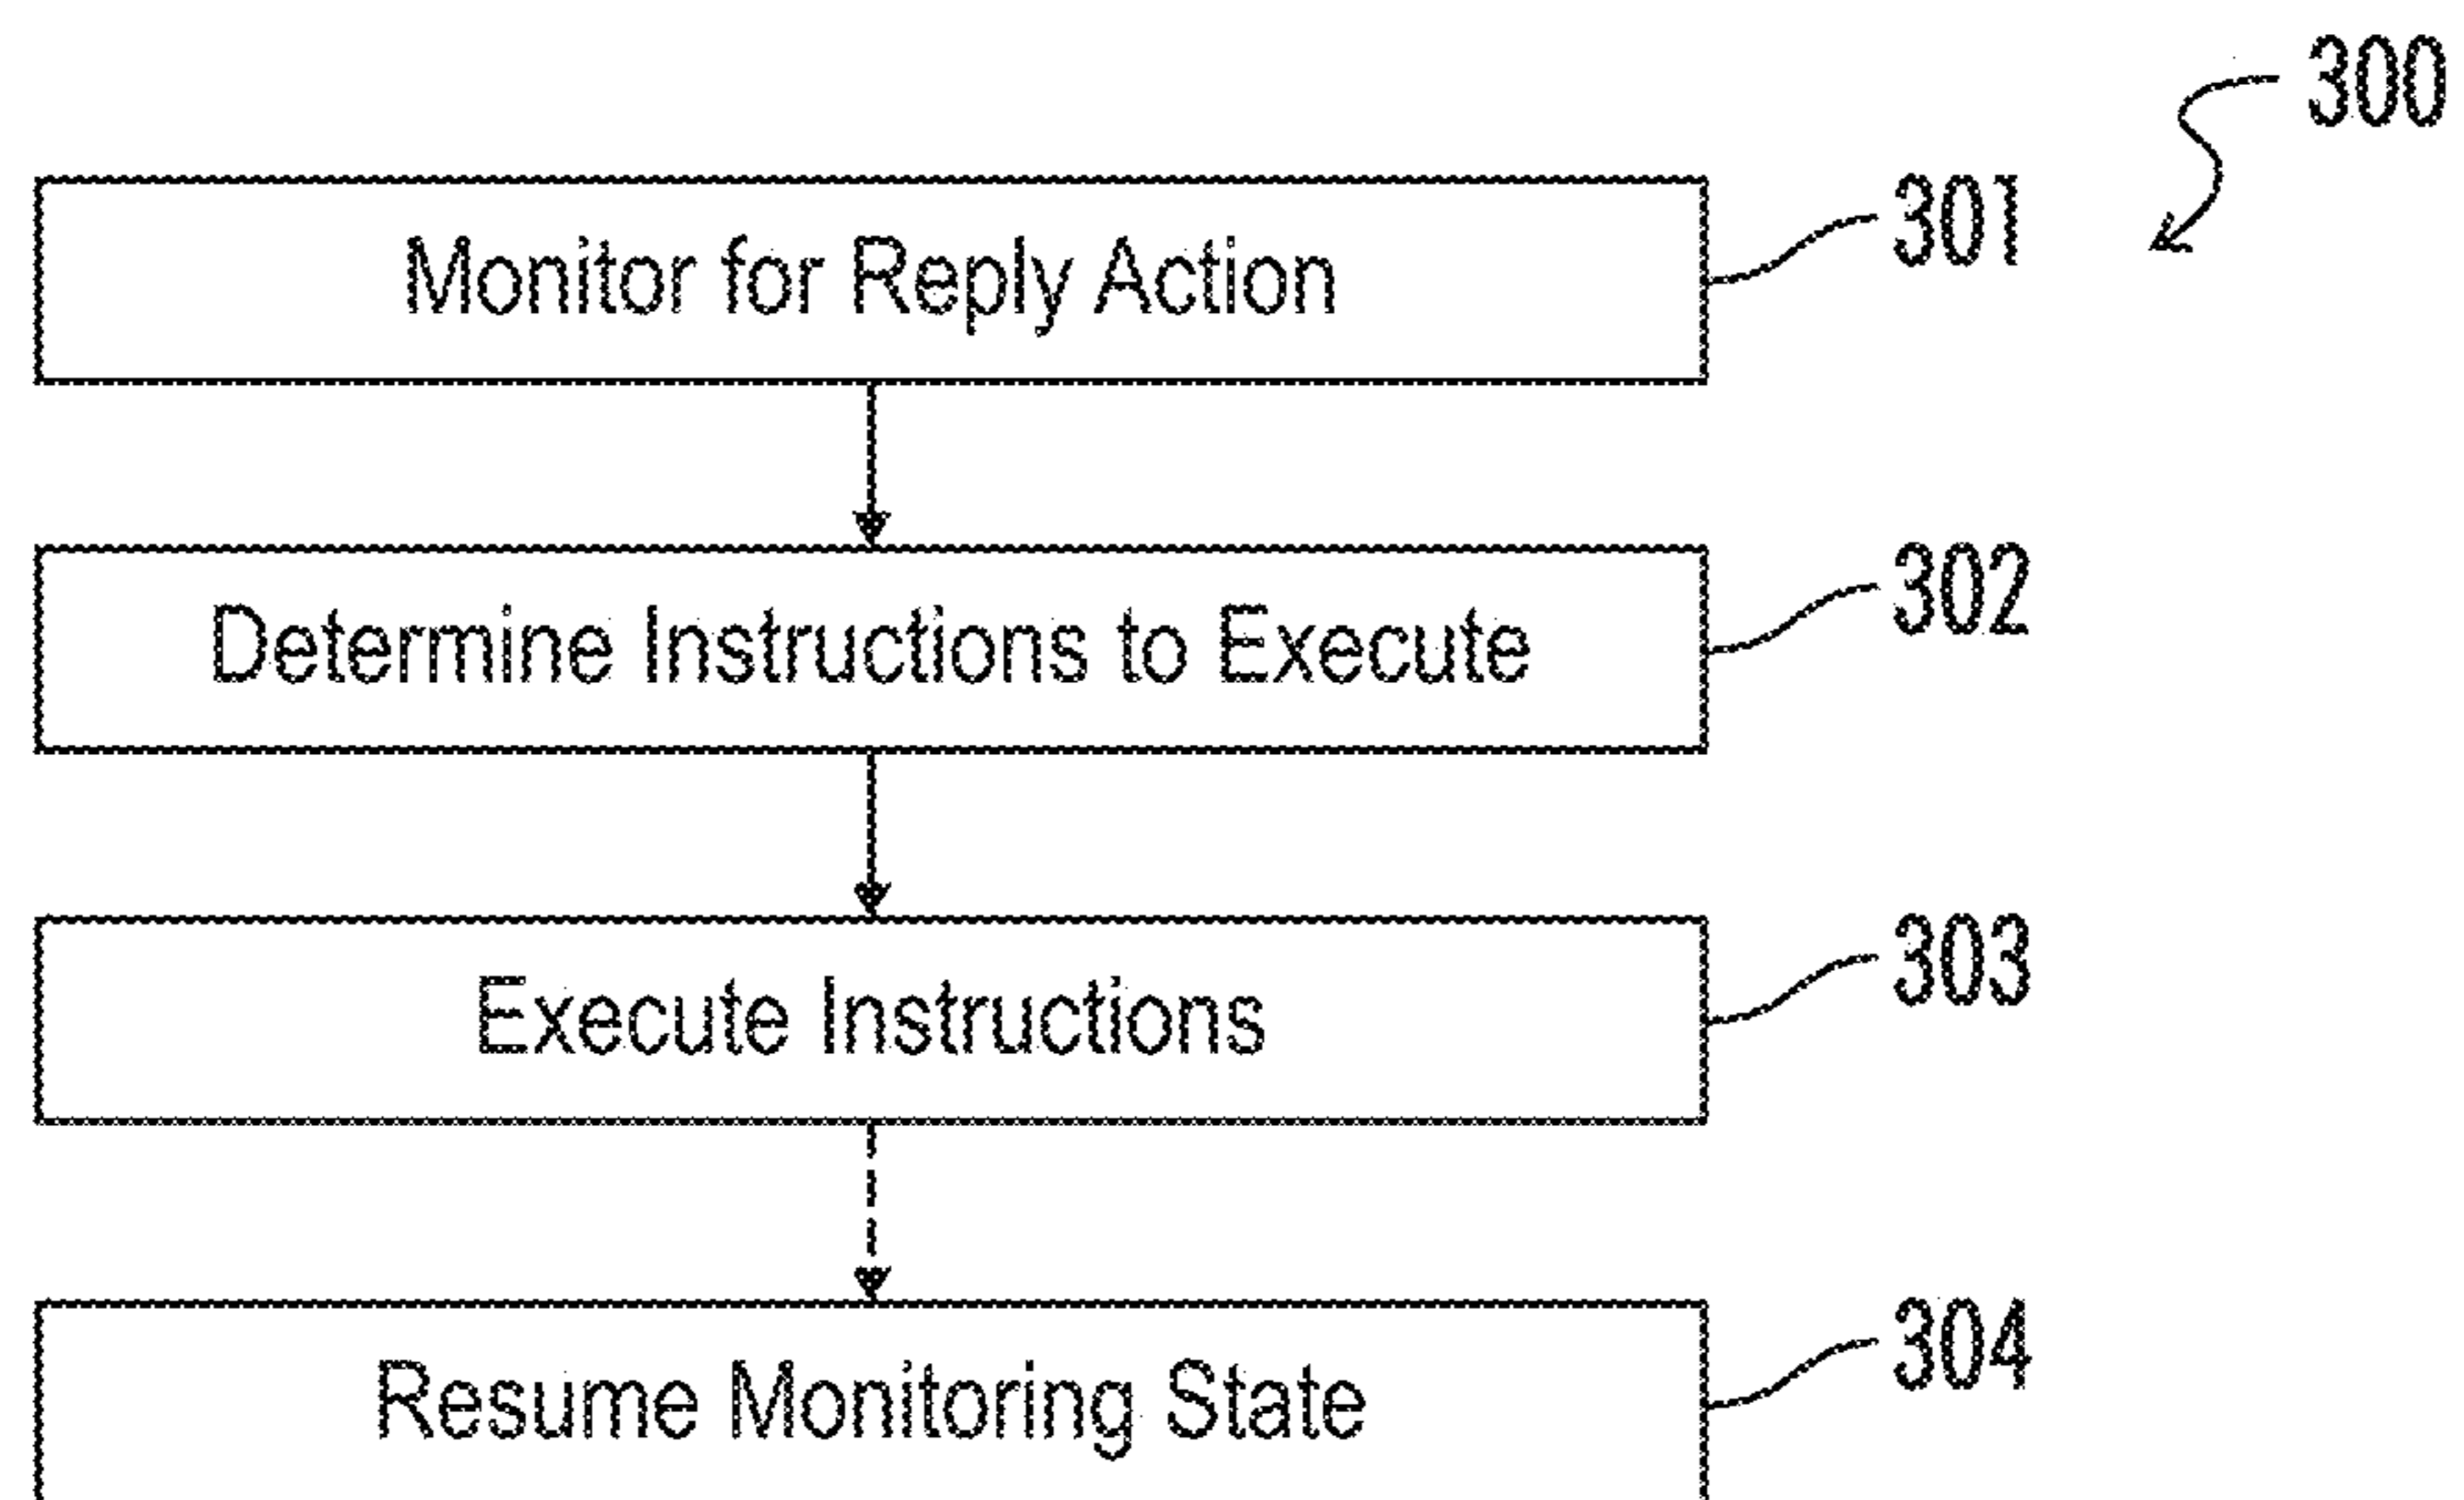 300
Monitor for Reply Action
301
Determine Instructions to Execute
302
Execute Instructions
303
Resume Monitoring State
304